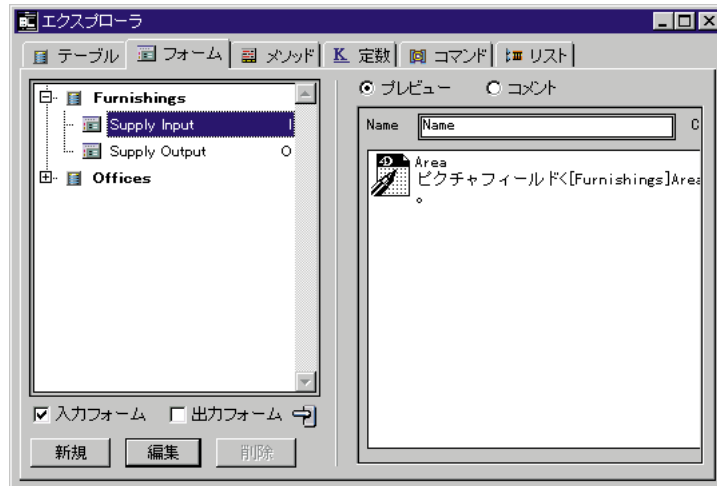 エクスプローラ
テーブル フォーム メソッド K 定数 コマンド リスト
Furnishings
Supply Input I
Supply Output O
Offices
入力フォーム 出力フォーム
新規 編集 削除
プレビュー コメント
Name Name C
4D Area
ピクチャフィールド<[Furnishings]Area
。